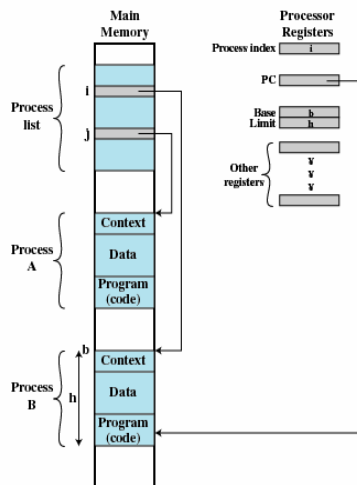 Main
Memory
Processor
Registers
Process index
i
PC
Base
b
Limit
h
Other
registers
¥
¥
¥
Process
list
i
j
Process
A
Context
Data
Program
(code)
Process
B
b
h
Context
Data
Program
(code)